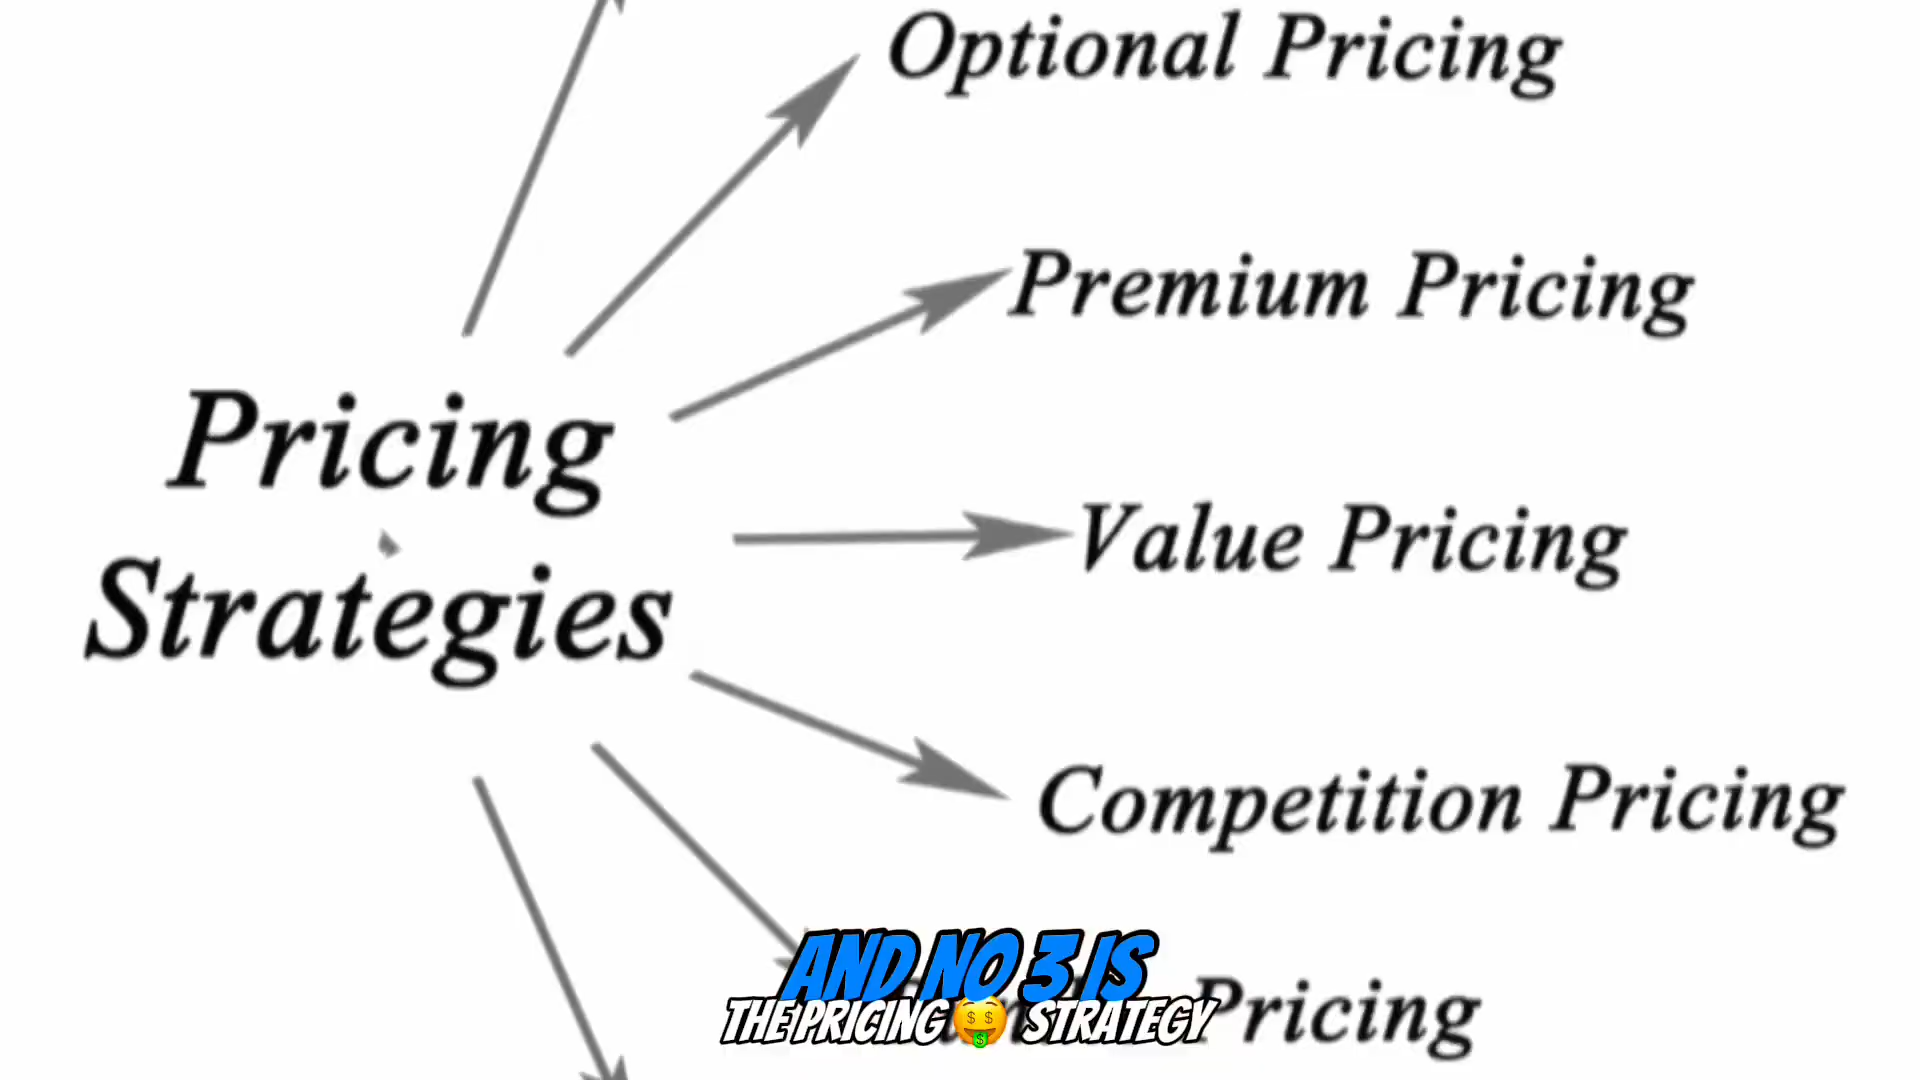 Optional Pricing
Premium Pricing
Pricing
Strategies
Value Pricing
Competition Pricing
Pricing
AND NO 3 IS
THE PRICING🤑 STRATEGY